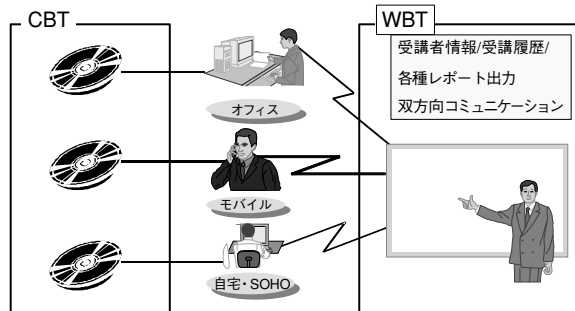 CBT
WBT
受講者情報/受講履歴/
各種レポート出力
双方向コミュニケーション
オフィス
モバイル
自宅・SOHO